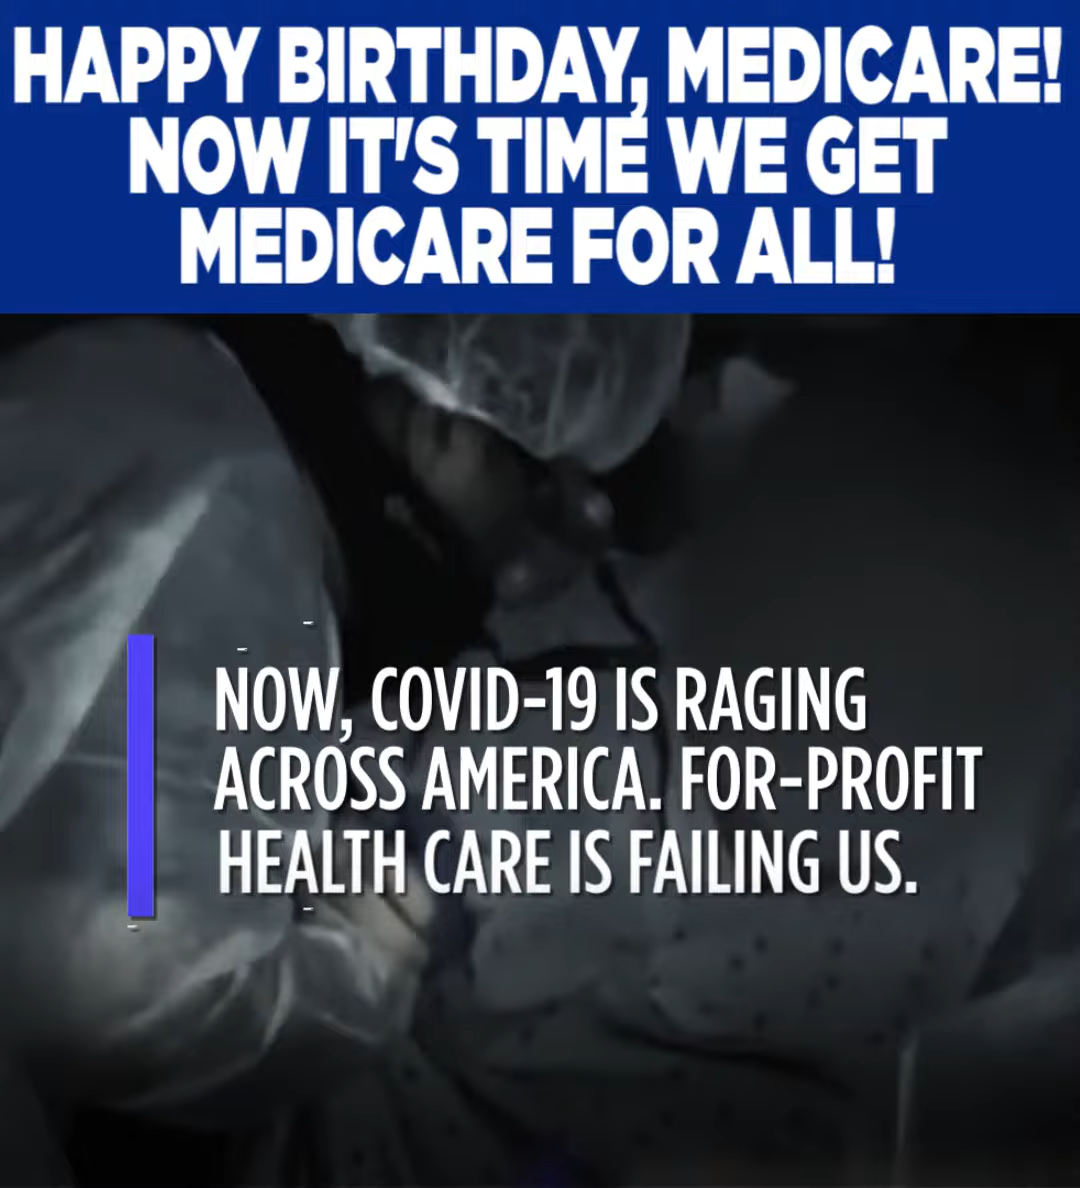 HAPPY BIRTHDAY, MEDICARE!
NOW IT'S TIME WE GET
MEDICARE FOR ALL!
NOW, COVID-19 IS RAGING
ACROSS AMERICA. FOR-PROFIT
HEALTH CARE IS FAILING US.